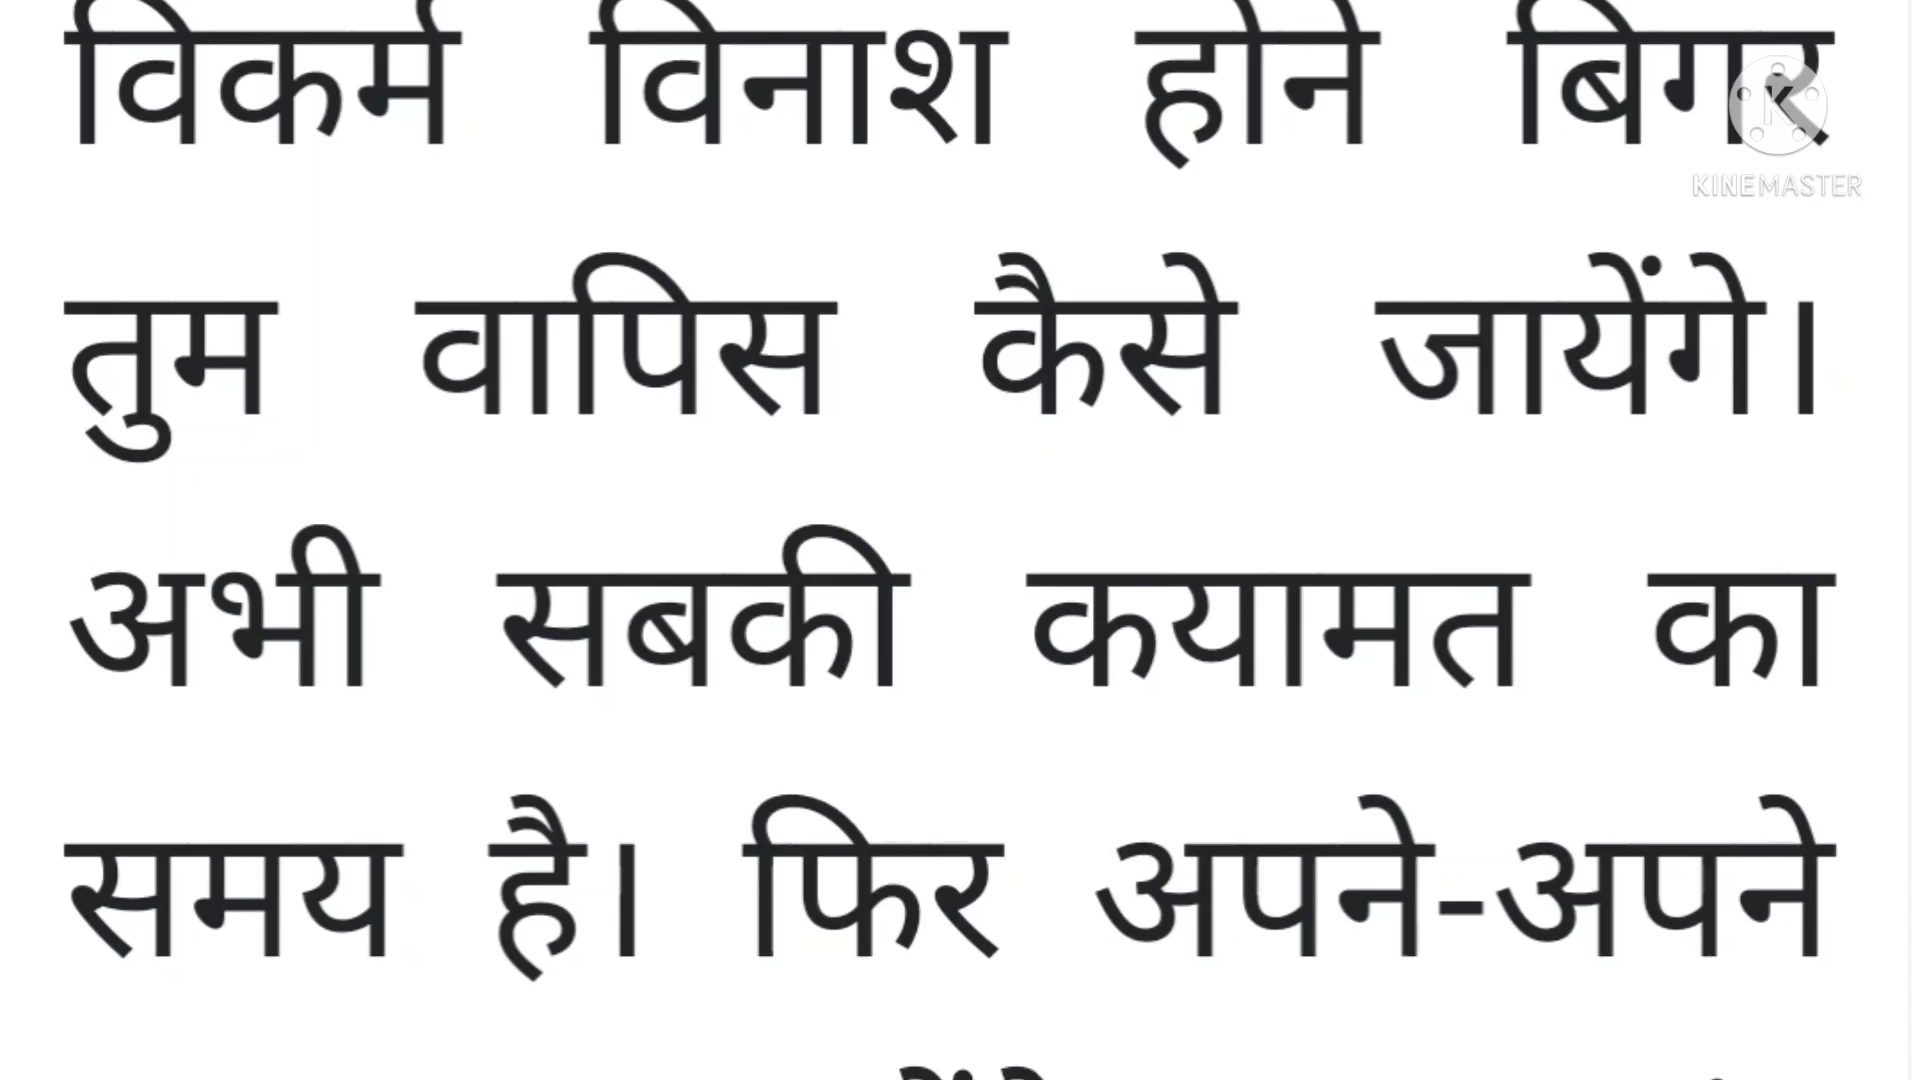 विकर्म विनाश होने बिगर
KINEMASTER
तुम वापिस कैसे जायेंगे।
अभी सबकी कयामत का
समय है। फिर अपने-अपने